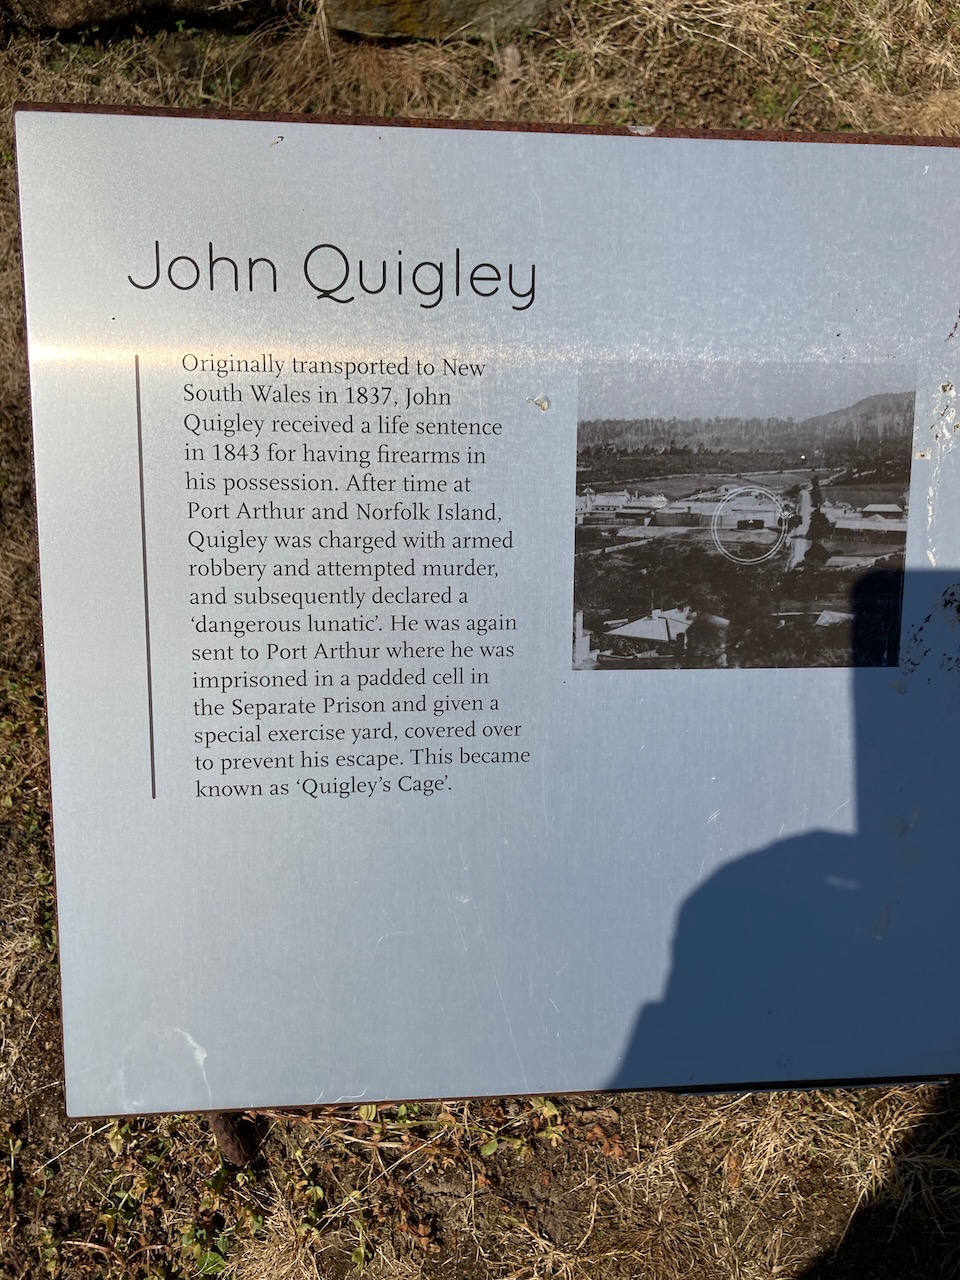 John Quigley
Originally transported to New
South Wales in 1837, John
Quigley received a life sentence
in 1843 for having firearms in
his possession. After time at
Port Arthur and Norfolk Island,
Quigley was charged with armed
robbery and attempted murder,
and subsequently declared a
‘dangerous lunatic’. He was again
sent to Port Arthur where he was
imprisoned in a padded cell in
the Separate Prison and given a
special exercise yard, covered over
to prevent his escape. This became
known as ‘Quigley’s Cage’.